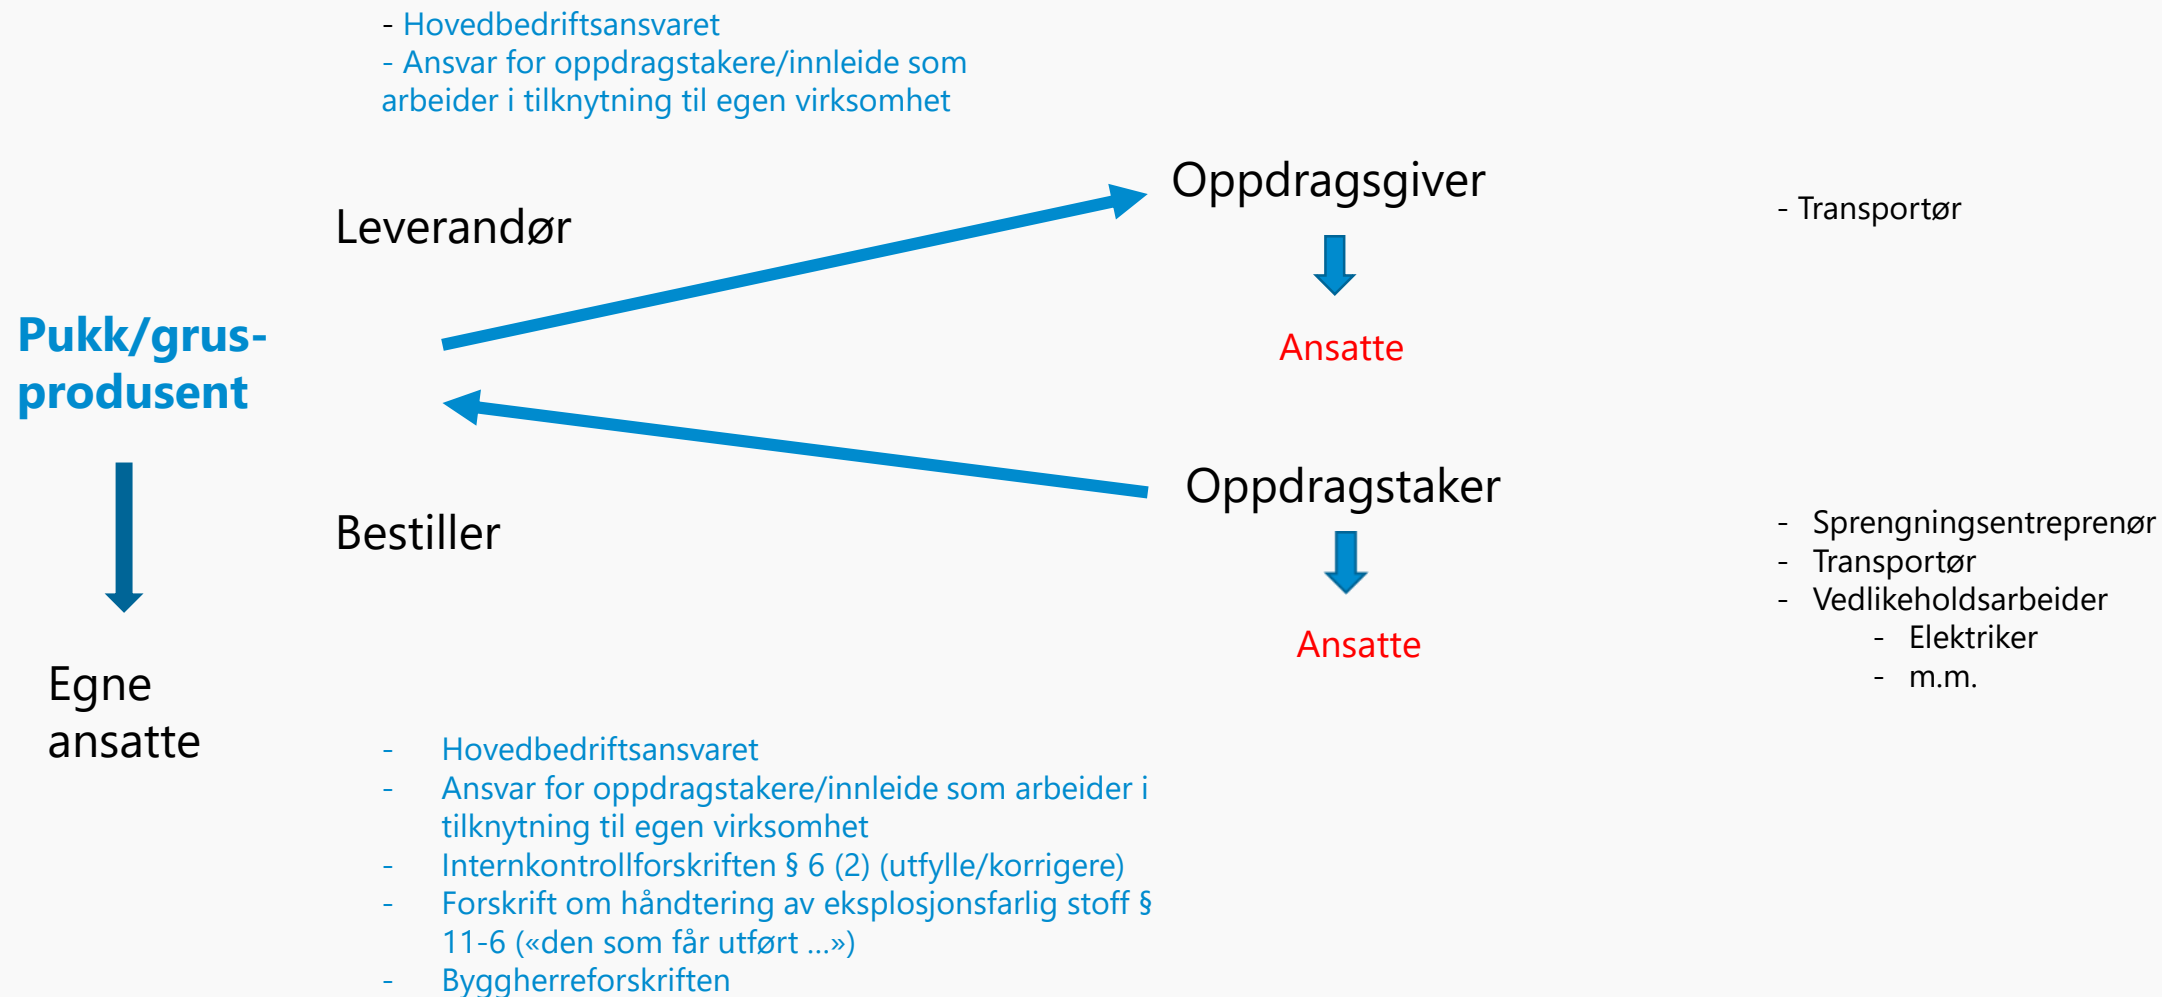 - Hovedbedriftsansvaret
- Ansvar for oppdragstakere/innleide som
arbeider i tilknytning til egen virksomhet
Oppdragsgiver
- Transportør
Leverandør
Ansatte
Pukk/grus-
produsent
Oppdragstaker
Bestiller
- Sprengningsentreprenør
- Transportør
- Vedlikeholdsarbeider
- Elektriker
- m.m.
Ansatte
Egne
ansatte
- Hovedbedriftsansvaret
- Ansvar for oppdragstakere/innleide som arbeider i
tilknytning til egen virksomhet
- Internkontrollforskriften § 6 (2) (utfylle/korrigere)
- Forskrift om håndtering av eksplosjonsfarlig stoff §
11-6 («den som får utført …»)
- Byggherreforskriften